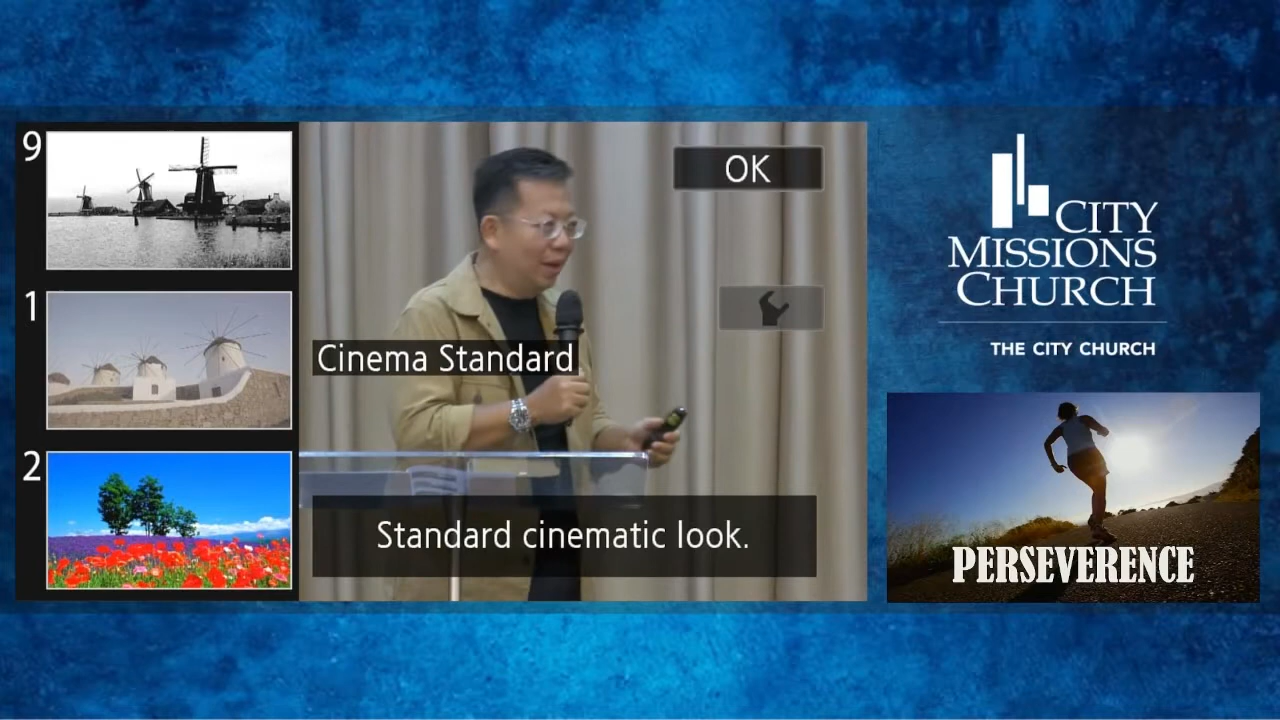 9
1
2
OK
Cinema Standard
Standard cinematic look.
CITY
MISSIONS
CHURCH
THE CITY CHURCH
PERSEVERENCE